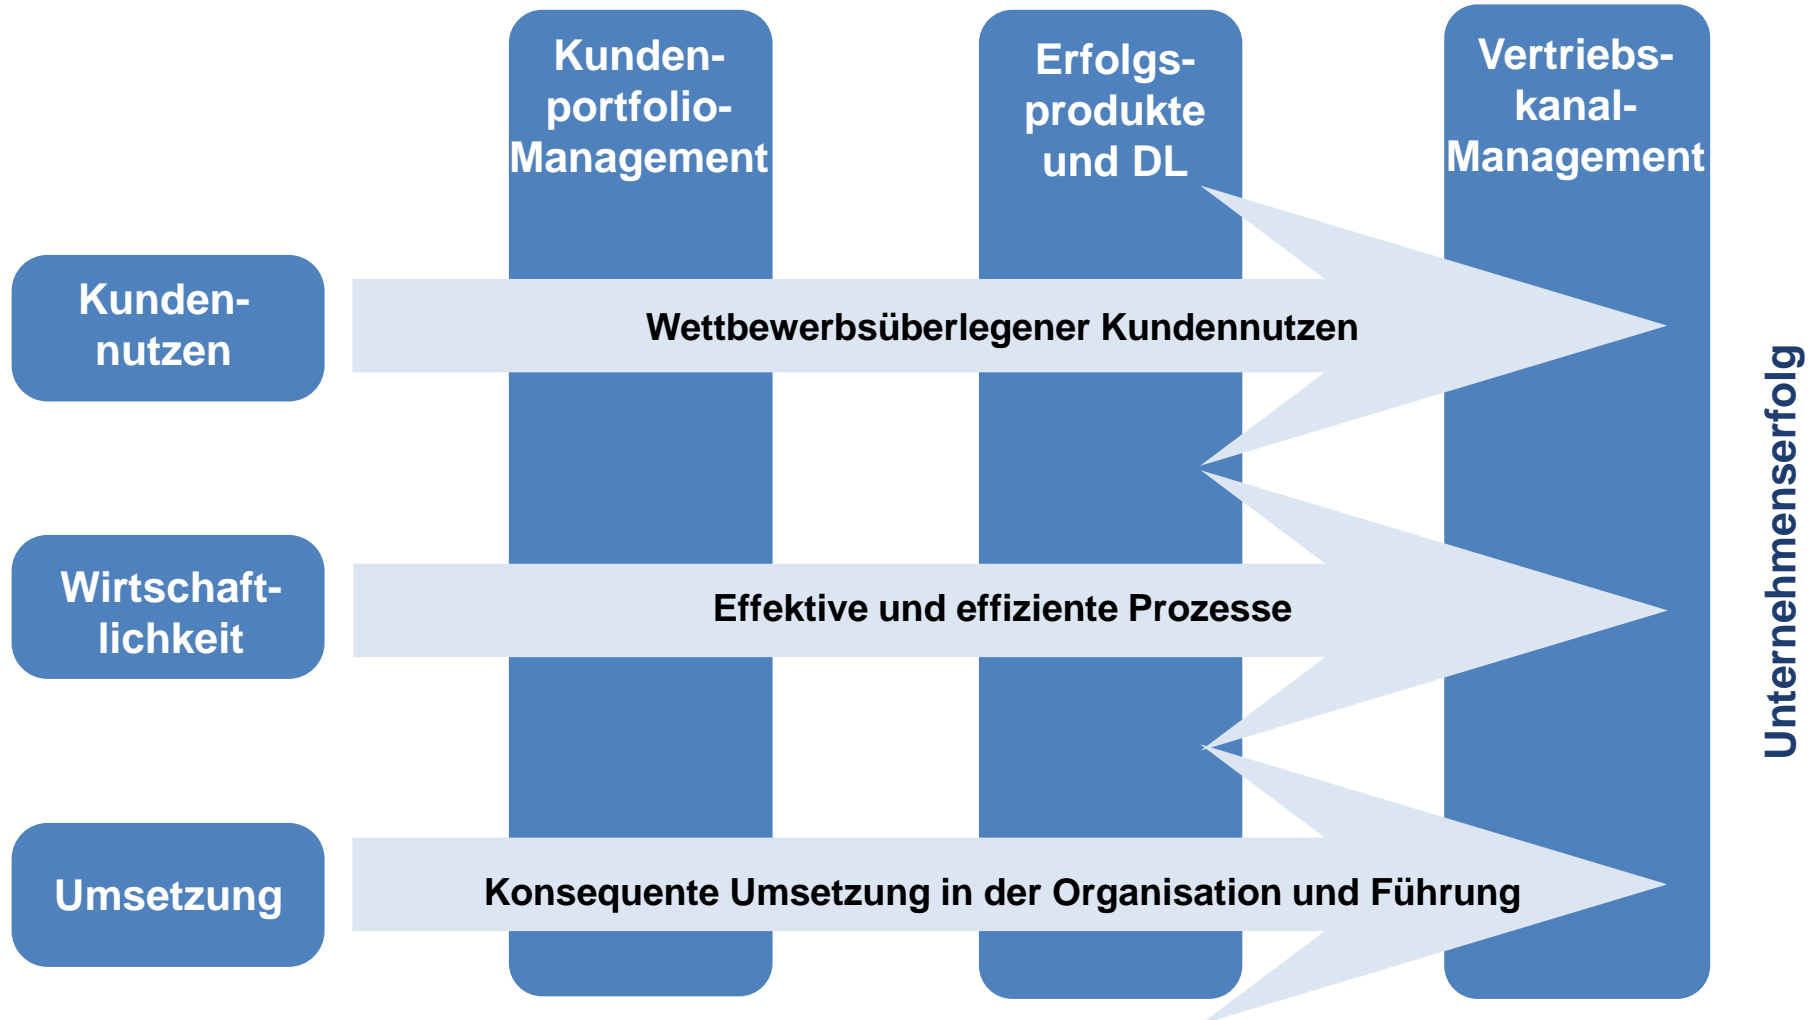 Kunden-
portfolio-
Management
Erfolgs-
produkte
und DL
Vertriebs-
kanal-
Management
Kunden-
nutzen
Wettbewerbsüberlegener Kundennutzen
Wirtschaft-
lichkeit
Effektive und effiziente Prozesse
Umsetzung
Konsequente Umsetzung in der Organisation und Führung
Unternehmenserfolg